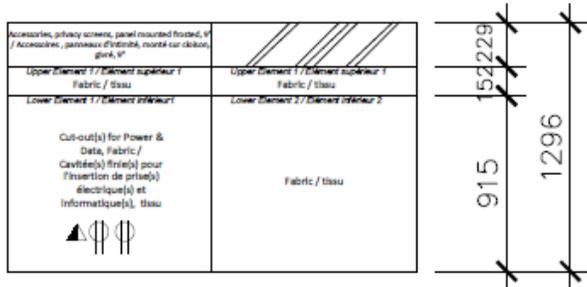 Accessories, privacy screens, panel mounted frosted, 9"
/ Accessoires , panneaux d'intimité, monté sur cloison,
givré, 9"
Upper Element 1 / Élément supérieur 1
Fabric / tissu
Upper Element 1 / Élément supérieur 1
Fabric / tissu
Lower Element 1 / Élément inférieur1
Cut-out(s) for Power &
Data, Fabric /
Cavitée(s) finie(s) pour
l'insertion de prise(s)
électrique(s) et
informatique(s), tissu
Lower Element 2 / Élément inférieur 2
Fabric / tissu
229
152
915
1296